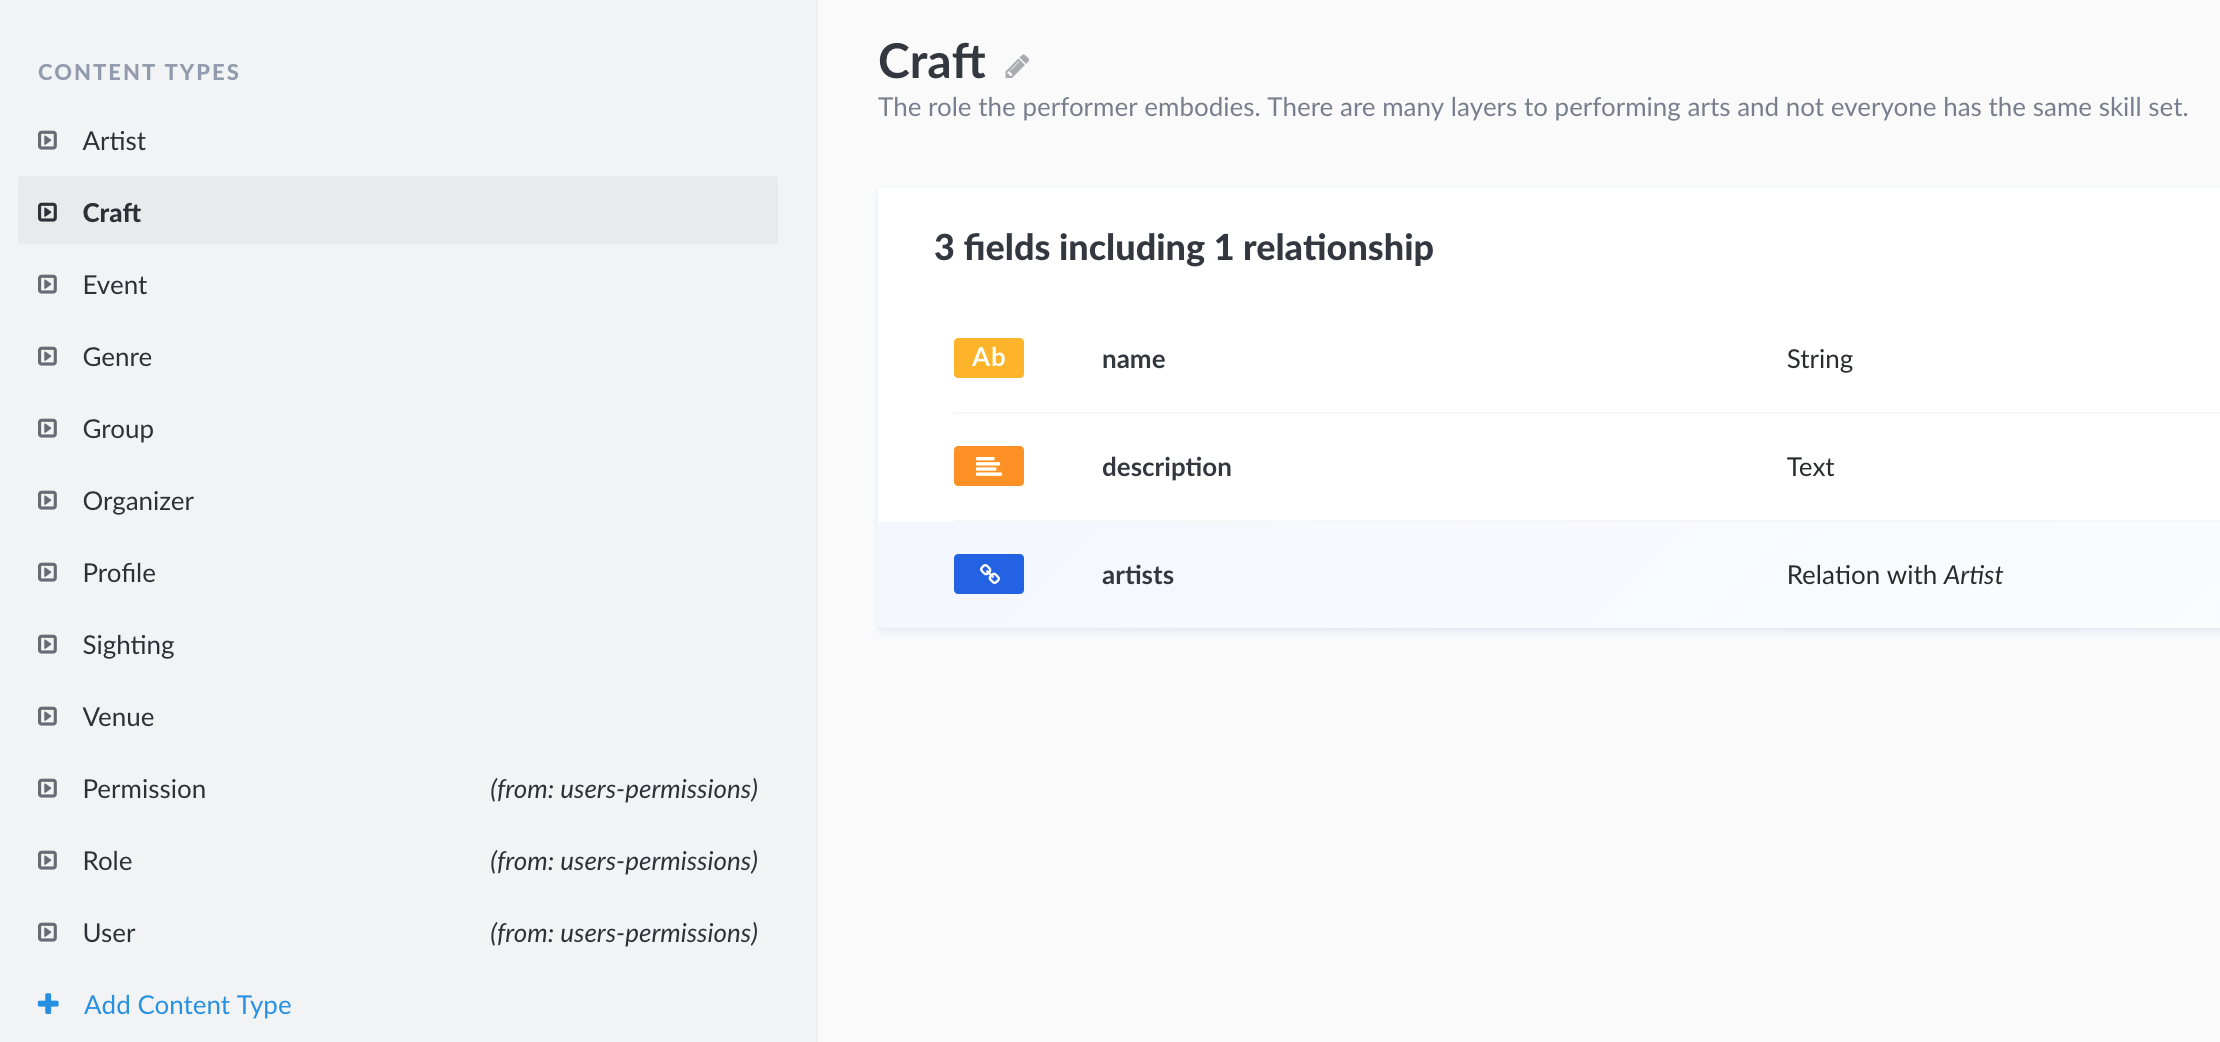 CONTENT TYPES
Artist
Craft
Event
Genre
Group
Organizer
Profile
Sighting
Venue
Permission (from: users-permissions)
Role (from: users-permissions)
User (from: users-permissions)
Add Content Type
Craft
The role the performer embodies. There are many layers to performing arts and not everyone has the same skill set.
3 fields including 1 relationship
Ab name String
description Text
artists Relation with Artist